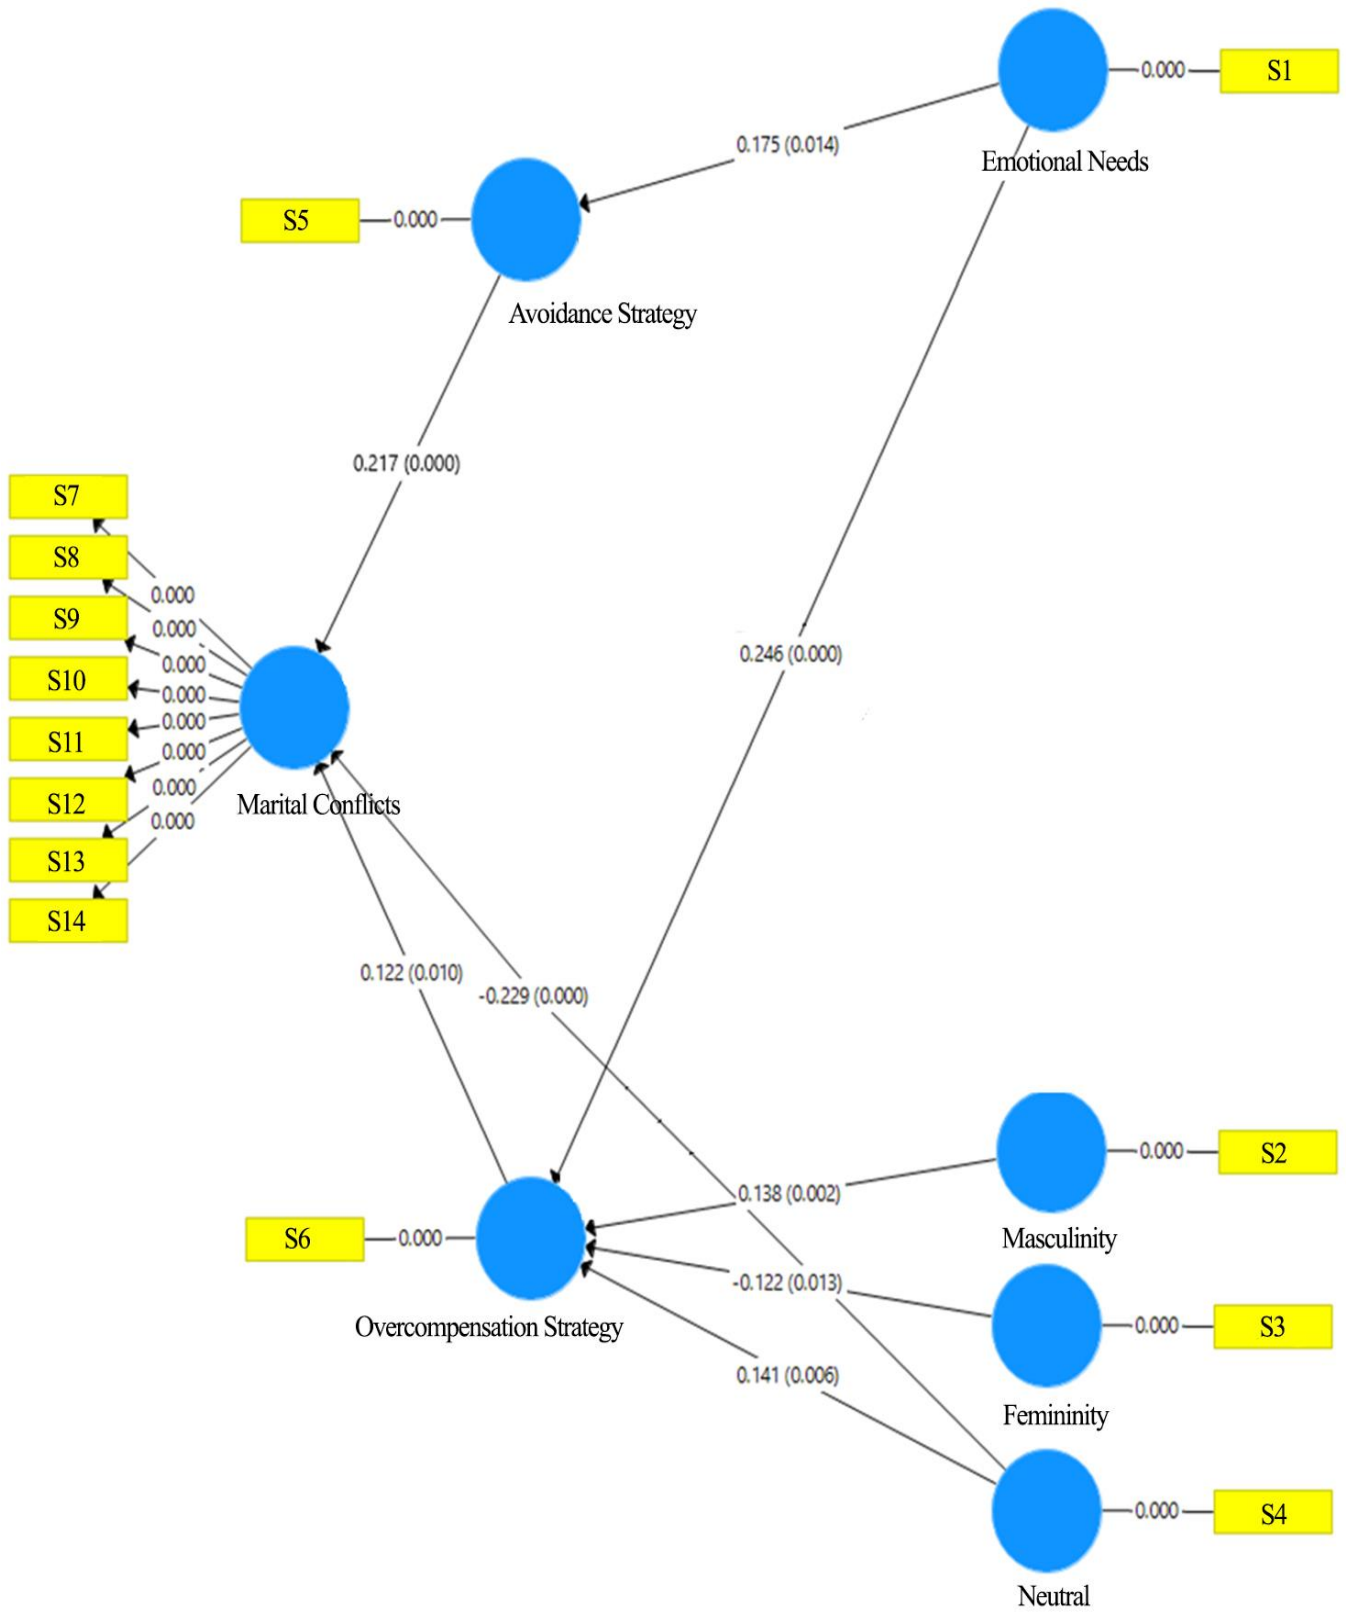 S1
0.000
Emotional Needs
0.175 (0.014)
S5
0.000
Avoidance Strategy
0.217 (0.000)
S7
S8
S9
S10
S11
S12
S13
S14
0.000
0.000
0.000
0.000
0.000
0.000
0.000
0.000
Marital Conflicts
0.246 (0.000)
0.122 (0.010)
-0.229 (0.000)
0.000
S2
Masculinity
0.138 (0.002)
S6
0.000
Overcompensation Strategy
-0.122 (0.013)
0.000
S3
Femininity
0.141 (0.006)
0.000
S4
Neutral